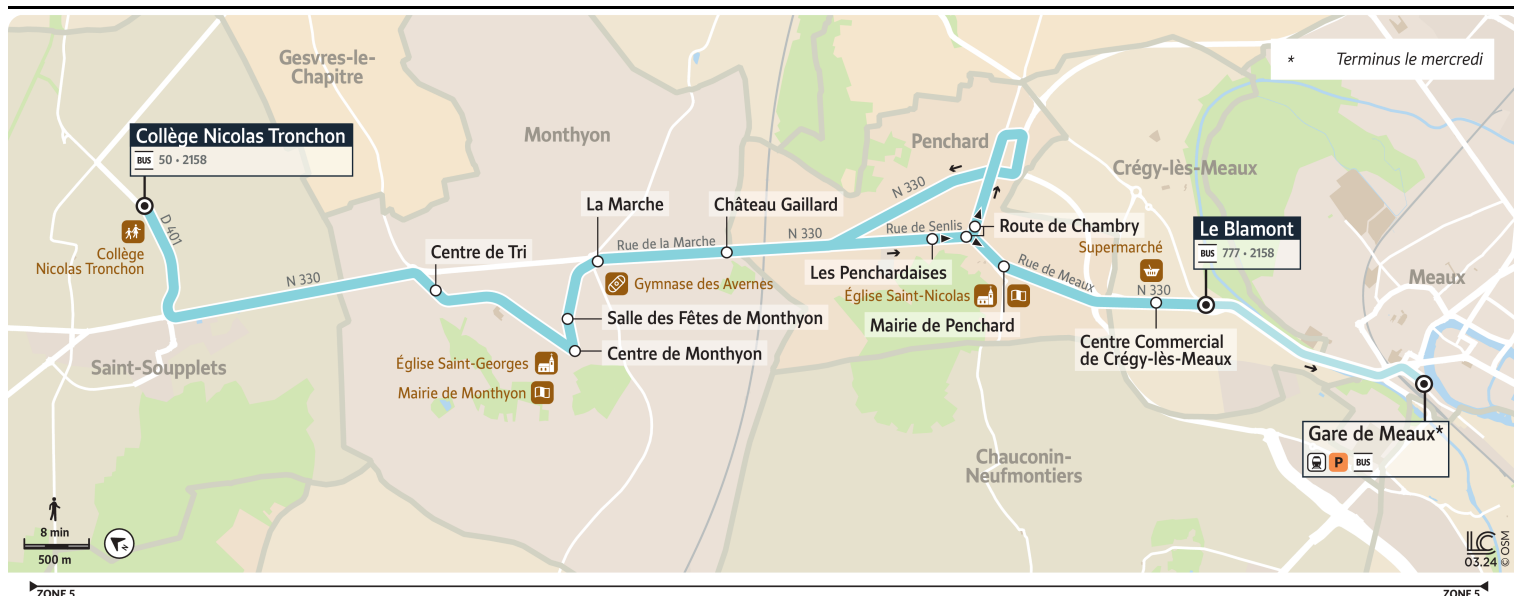 * Terminus le mercredi
Gesvres-le-
Chapitre
Monthyon
Penchard
Crégy-lès-Meaux
Meaux
Saint-Soupplets
Chauconin-
Neufmontiers
Collège Nicolas Tronchon
BUS 50 • 2158
D 401
Collège
Nicolas Tronchon
N 330
Centre de Tri
La Marche
Rue de la Marche
Gymnase des Avernes
Salle des Fêtes de Monthyon
Centre de Monthyon
Église Saint-Georges
Mairie de Monthyon
Château Gaillard
N 330
N 330
Rue de Senlis
Les Penchardaises
Route de Chambry
Église Saint-Nicolas
Mairie de Penchard
Rue de Meaux
Supermarché
N 330
Centre Commercial
de Crégy-lès-Meaux
Le Blamont
BUS 777 • 2158
Gare de Meaux*
P BUS
8 min
500 m
N
LC
03.24 © OSM
ZONE 5
ZONE 5